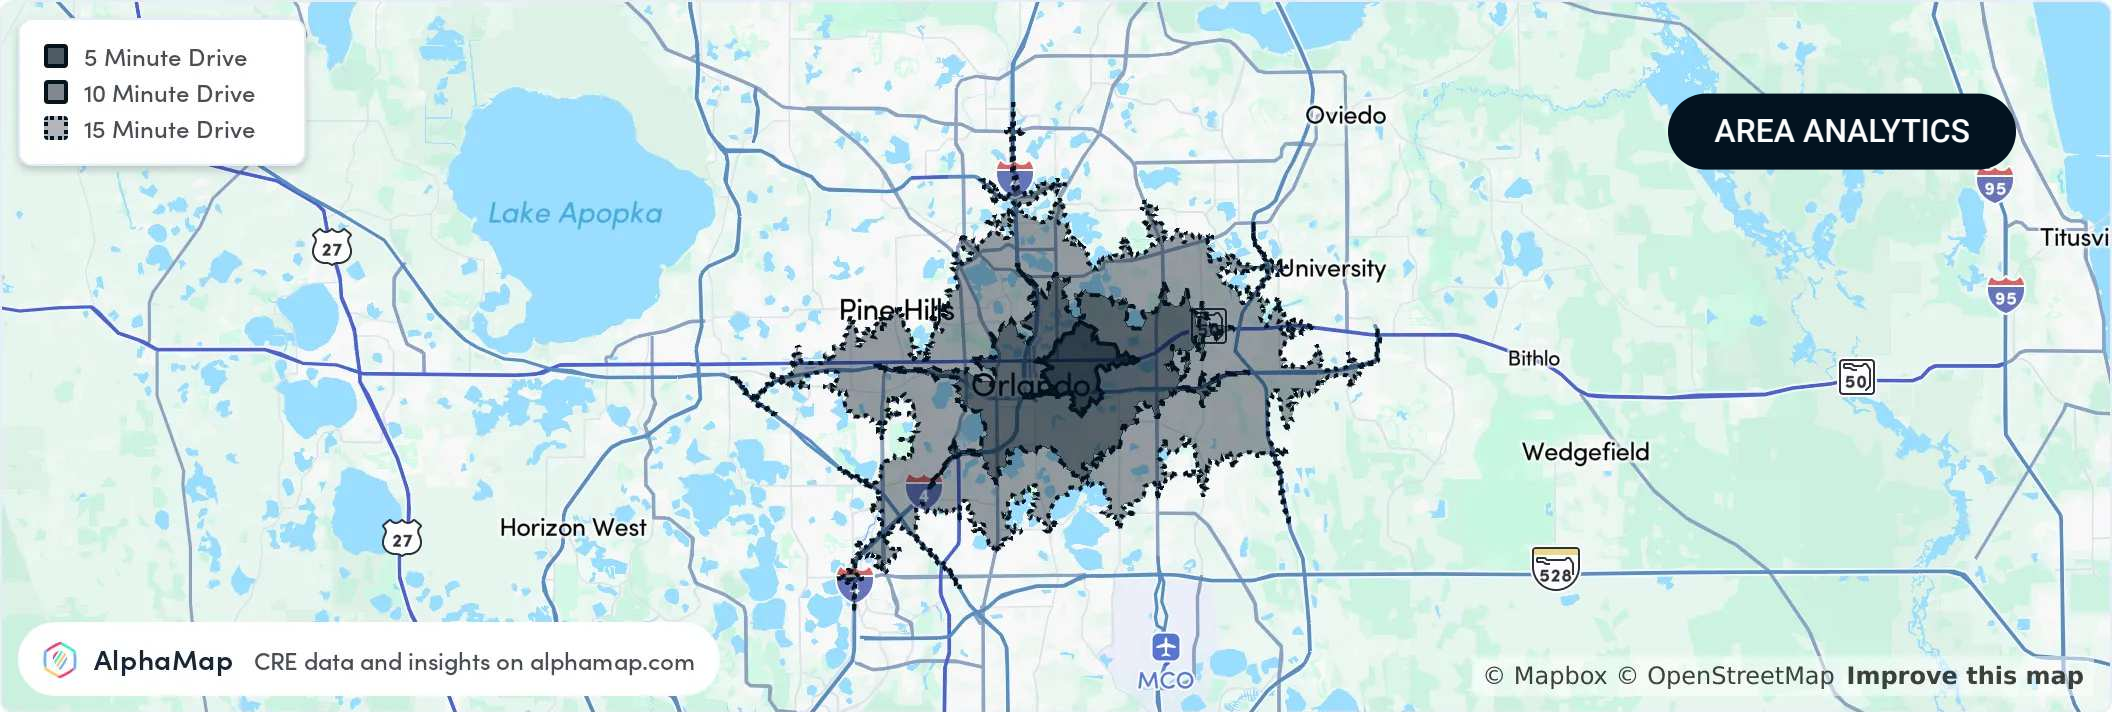 5 Minute Drive
10 Minute Drive
15 Minute Drive
AREA ANALYTICS
Oviedo
95
Lake Apopka
27
Titusvi
University
95
Pine Hills
50
Bithlo
Orlando
50
Wedgefield
4
27
Horizon West
528
MCO
AlphaMap CRE data and insights on alphamap.com
© Mapbox © OpenStreetMap Improve this map